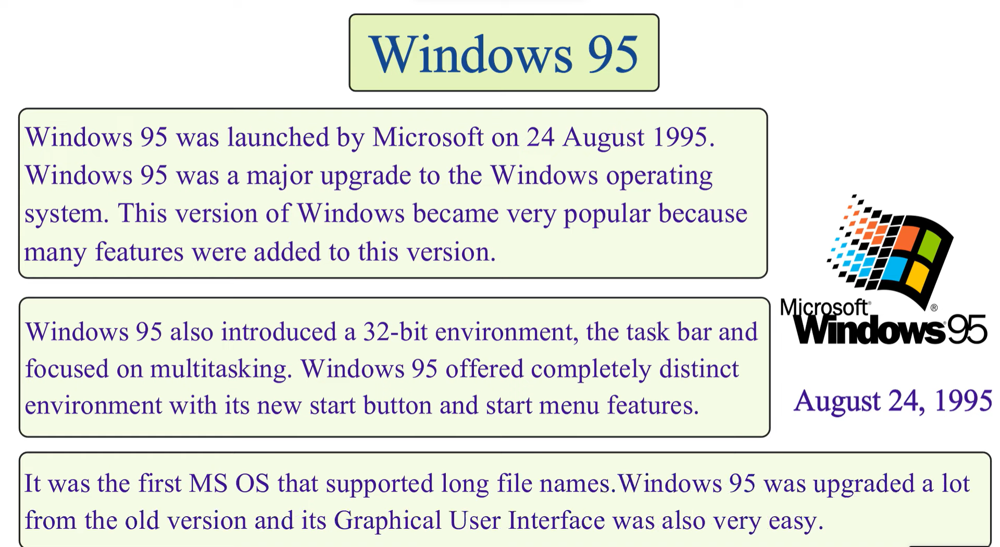 Windows 95
Windows 95 was launched by Microsoft on 24 August 1995.
Windows 95 was a major upgrade to the Windows operating
system. This version of Windows became very popular because
many features were added to this version.
Microsoft®
®
Windows®95
Windows 95 also introduced a 32-bit environment, the task bar and
focused on multitasking. Windows 95 offered completely distinct
environment with its new start button and start menu features.
August 24, 1995
It was the first MS OS that supported long file names.Windows 95 was upgraded a lot
from the old version and its Graphical User Interface was also very easy.